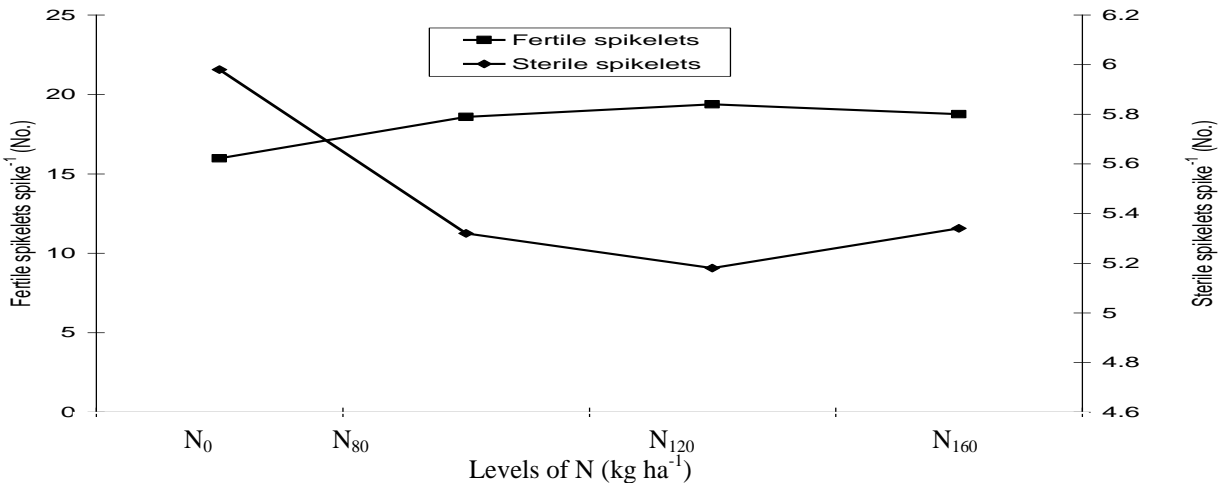 25
20
15
10
5
0
Fertile spikelets spike⁻¹ (No.)
Fertile spikelets
Sterile spikelets
6.2
6
5.8
5.6
5.4
5.2
5
4.8
4.6
Sterile spikelets spike⁻¹ (No.)
N₀ N₈₀ N₁₂₀ N₁₆₀
Levels of N (kg ha⁻¹)